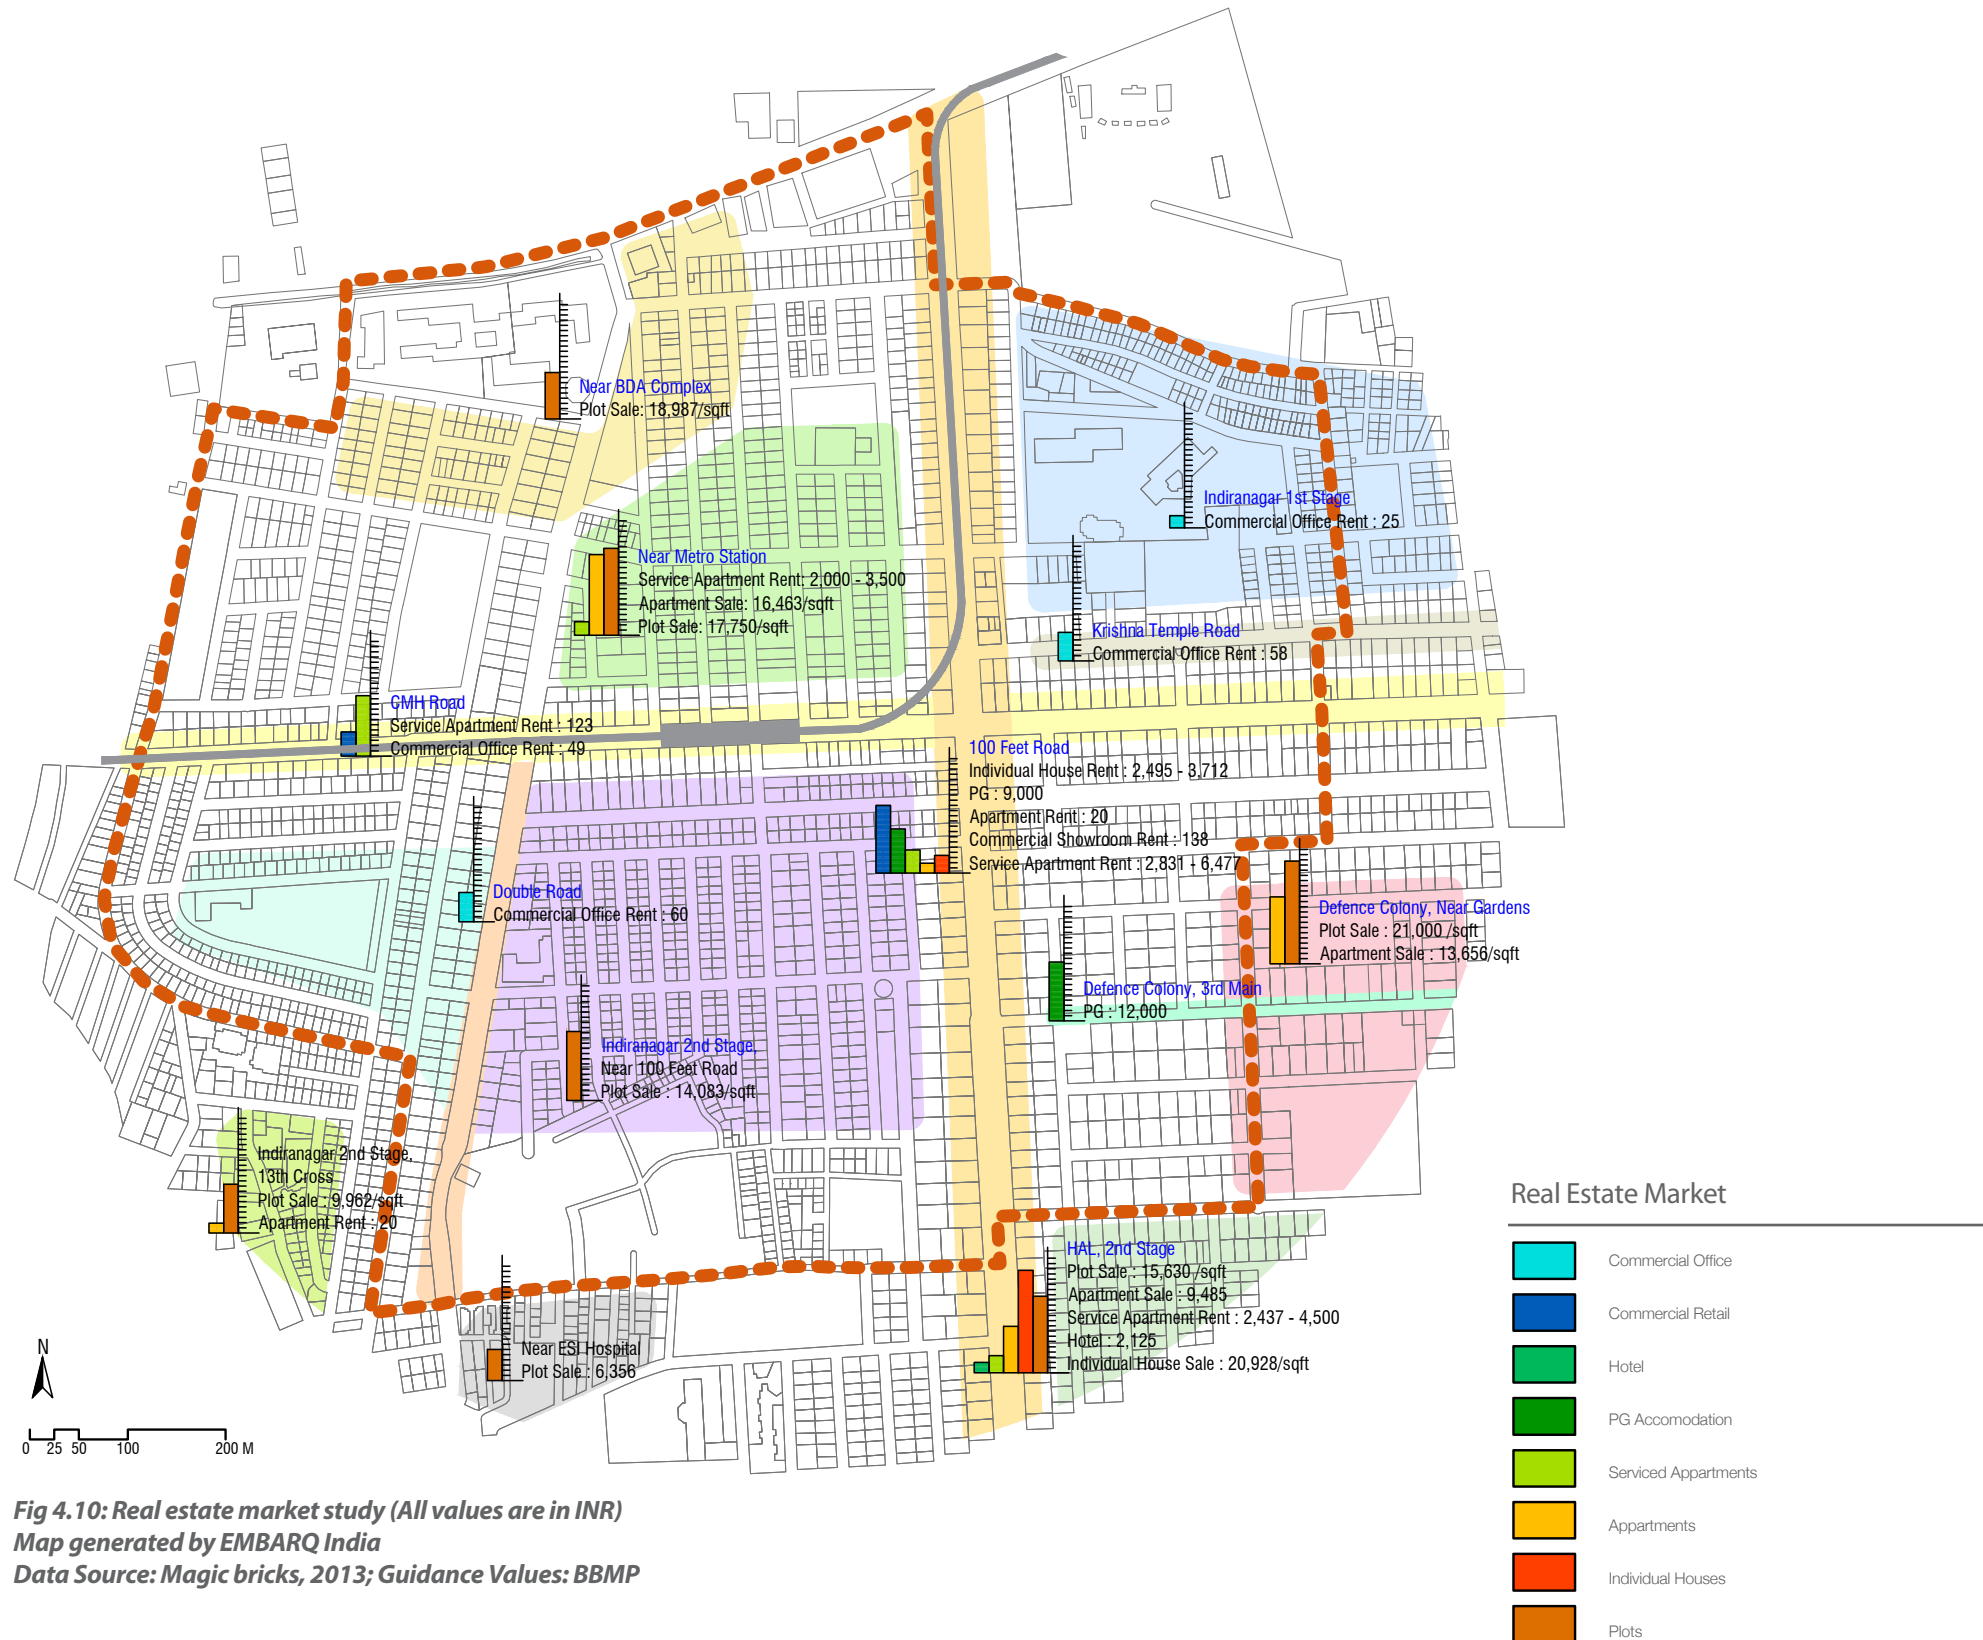 Near BDA Complex
Plot Sale: 18,987/sqft
Indiranagar 1st Stage
Commercial Office Rent : 25
Near Metro Station
Service Apartment Rent: 2,000 - 3,500
Apartment Sale: 16,463/sqft
Plot Sale: 17,750/sqft
Krishna Temple Road
Commercial Office Rent : 58
CMH Road
Service Apartment Rent : 123
Commercial Office Rent : 49
100 Feet Road
Individual House Rent : 2,495 - 3,712
PG : 9,000
Apartment Rent : 20
Commercial Showroom Rent : 138
Service Apartment Rent : 2,831 - 6,477
Double Road
Commercial Office Rent : 60
Defence Colony, Near Gardens
Plot Sale : 21,000 /sqft
Apartment Sale : 13,656/sqft
Defence Colony, 3rd Main
PG : 12,000
Indiranagar 2nd Stage,
Near 100 Feet Road
Plot Sale : 14,083/sqft
Indiranagar 2nd Stage,
13th Cross
Plot Sale : 9,962/sqft
Apartment Rent : 20
HAL, 2nd Stage
Plot Sale : 15,630 /sqft
Apartment Sale : 9,485
Service Apartment Rent : 2,437 - 4,500
Hotel : 2,125
Individual House Sale : 20,928/sqft
Near ESI Hospital
Plot Sale : 6,356
N
0 25 50 100 200 M
Fig 4.10: Real estate market study (All values are in INR)
Map generated by EMBARQ India
Data Source: Magic bricks, 2013; Guidance Values: BBMP
Real Estate Market
Commercial Office
Commercial Retail
Hotel
PG Accomodation
Serviced Appartments
Appartments
Individual Houses
Plots